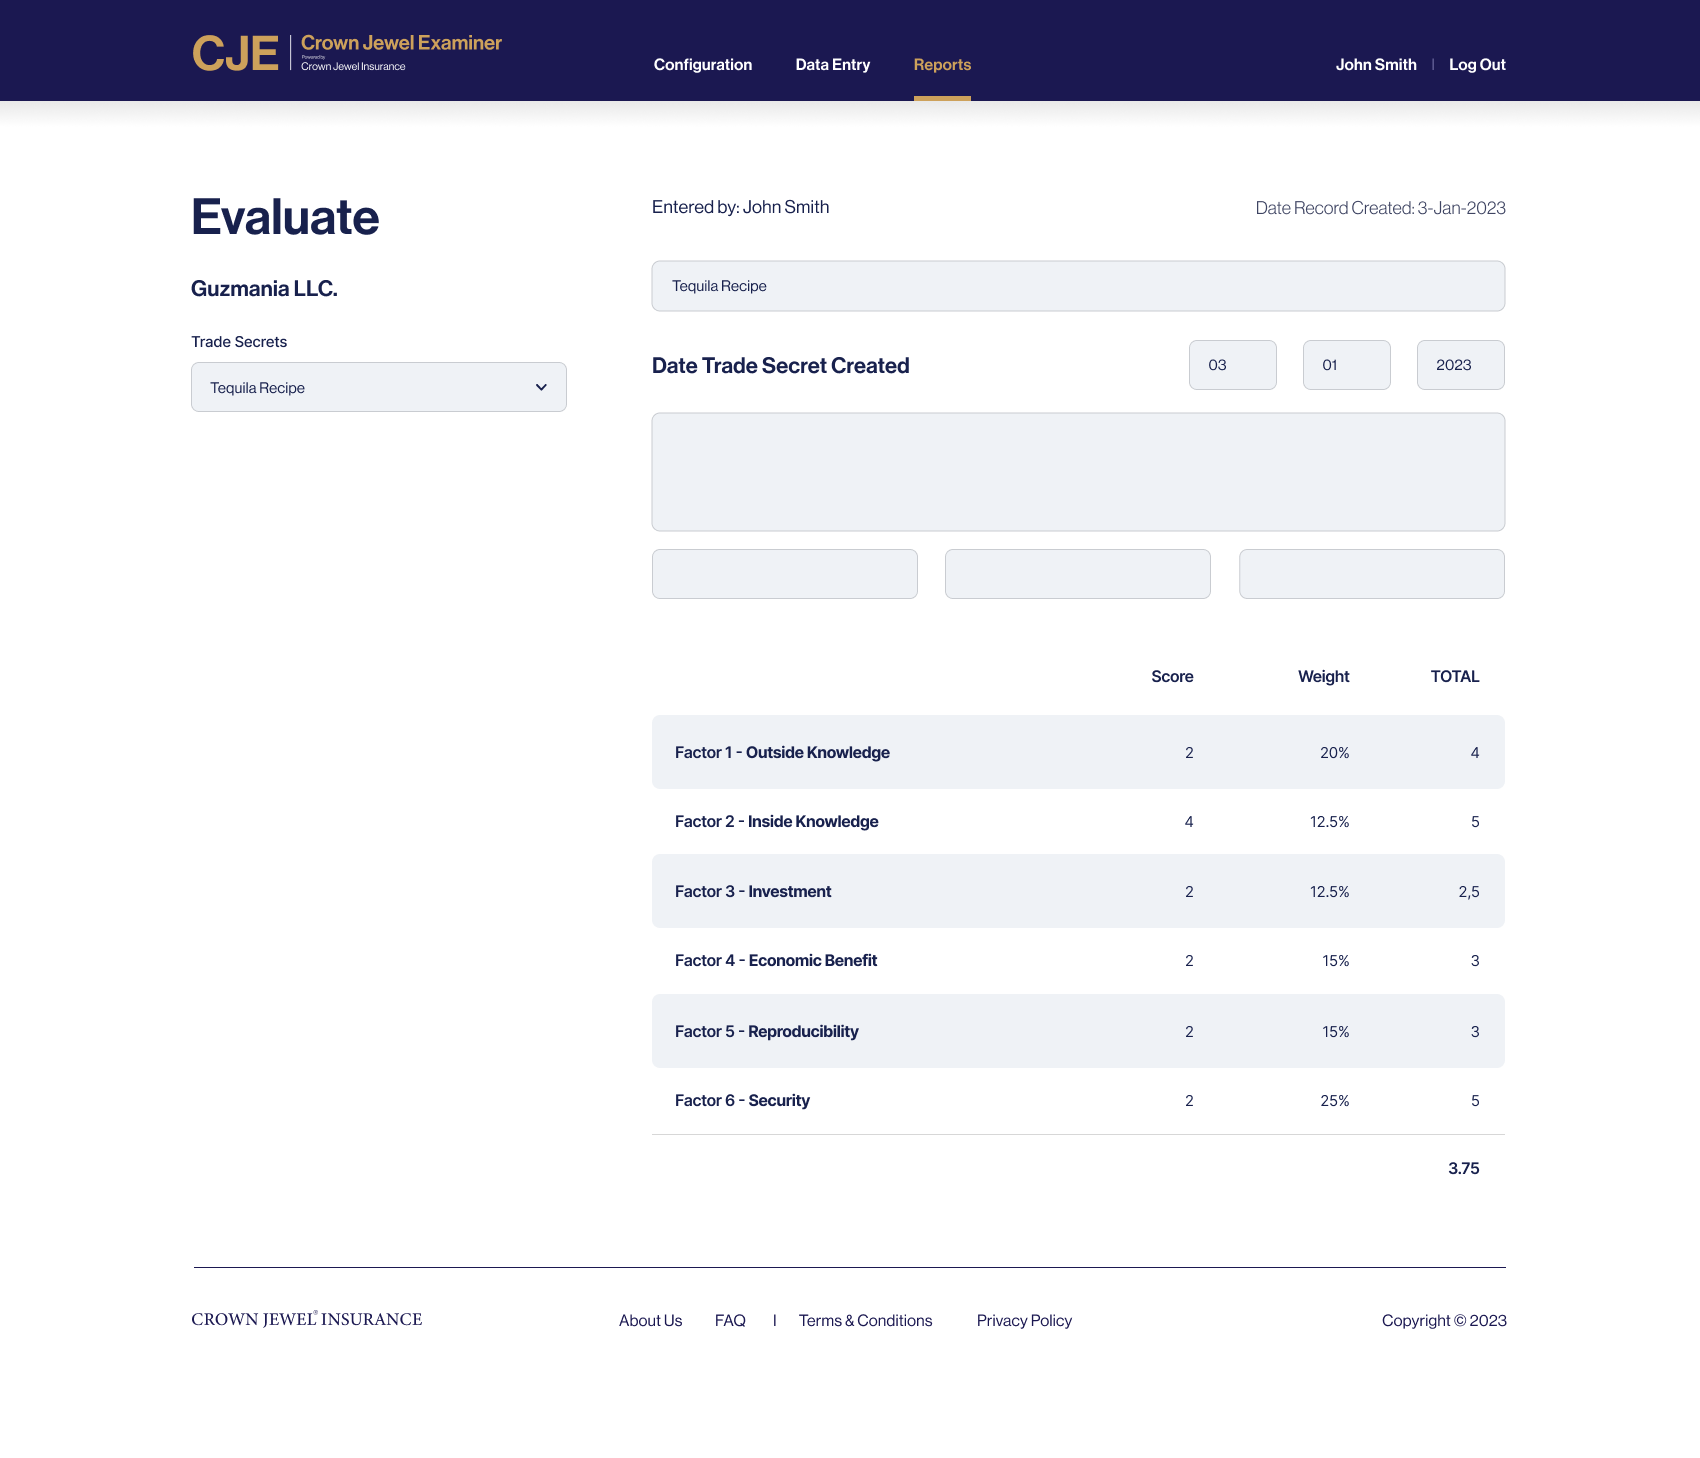 CJE
Crown Jewel Examiner
Powered by
Crown Jewel Insurance
Configuration Data Entry Reports
John Smith | Log Out
Evaluate
Guzmania LLC.
Trade Secrets
Tequila Recipe
Entered by: John Smith
Date Record Created: 3-Jan-2023
Tequila Recipe
Date Trade Secret Created 03 01 2023
Score Weight TOTAL
Factor 1 - Outside Knowledge 2 20% 4
Factor 2 - Inside Knowledge 4 12.5% 5
Factor 3 - Investment 2 12.5% 2,5
Factor 4 - Economic Benefit 2 15% 3
Factor 5 - Reproducibility 2 15% 3
Factor 6 - Security 2 25% 5
3.75
CROWN JEWEL® INSURANCE
About Us FAQ | Terms & Conditions Privacy Policy
Copyright © 2023